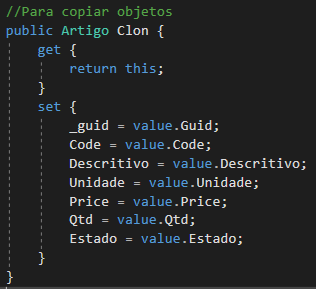 //Para copiar objetos
public Artigo Clon {
get {
return this;
}
set {
_guid = value.Guid;
Code = value.Code;
Descritivo = value.Descritivo;
Unidade = value.Unidade;
Price = value.Price;
Qtd = value.Qtd;
Estado = value.Estado;
}
}